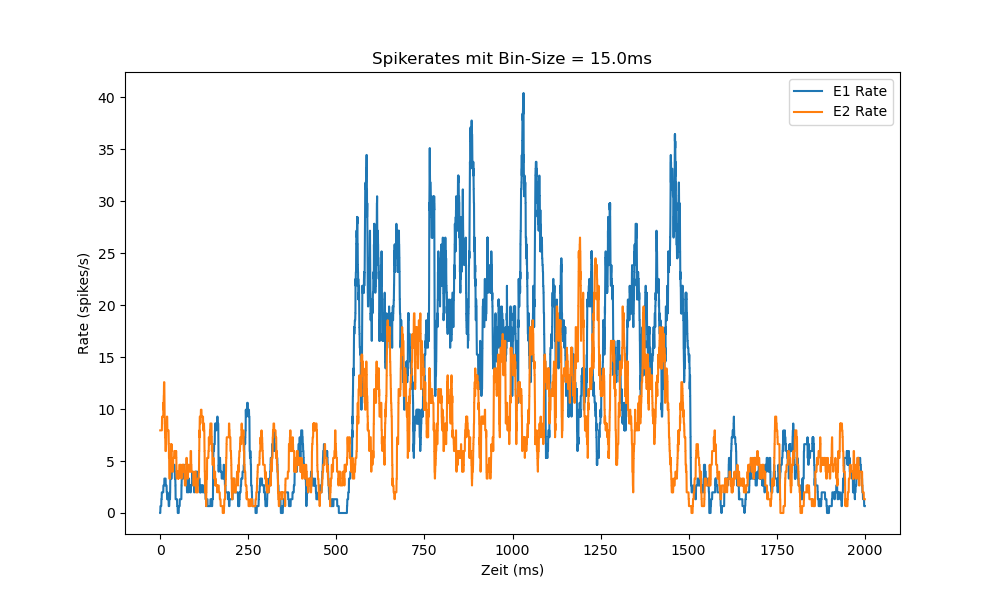 Spikerates mit Bin-Size = 15.0ms
E1 Rate
E2 Rate
40
35
30
25
20
15
10
5
0
Rate (spikes/s)
0 250 500 750 1000 1250 1500 1750 2000
Zeit (ms)